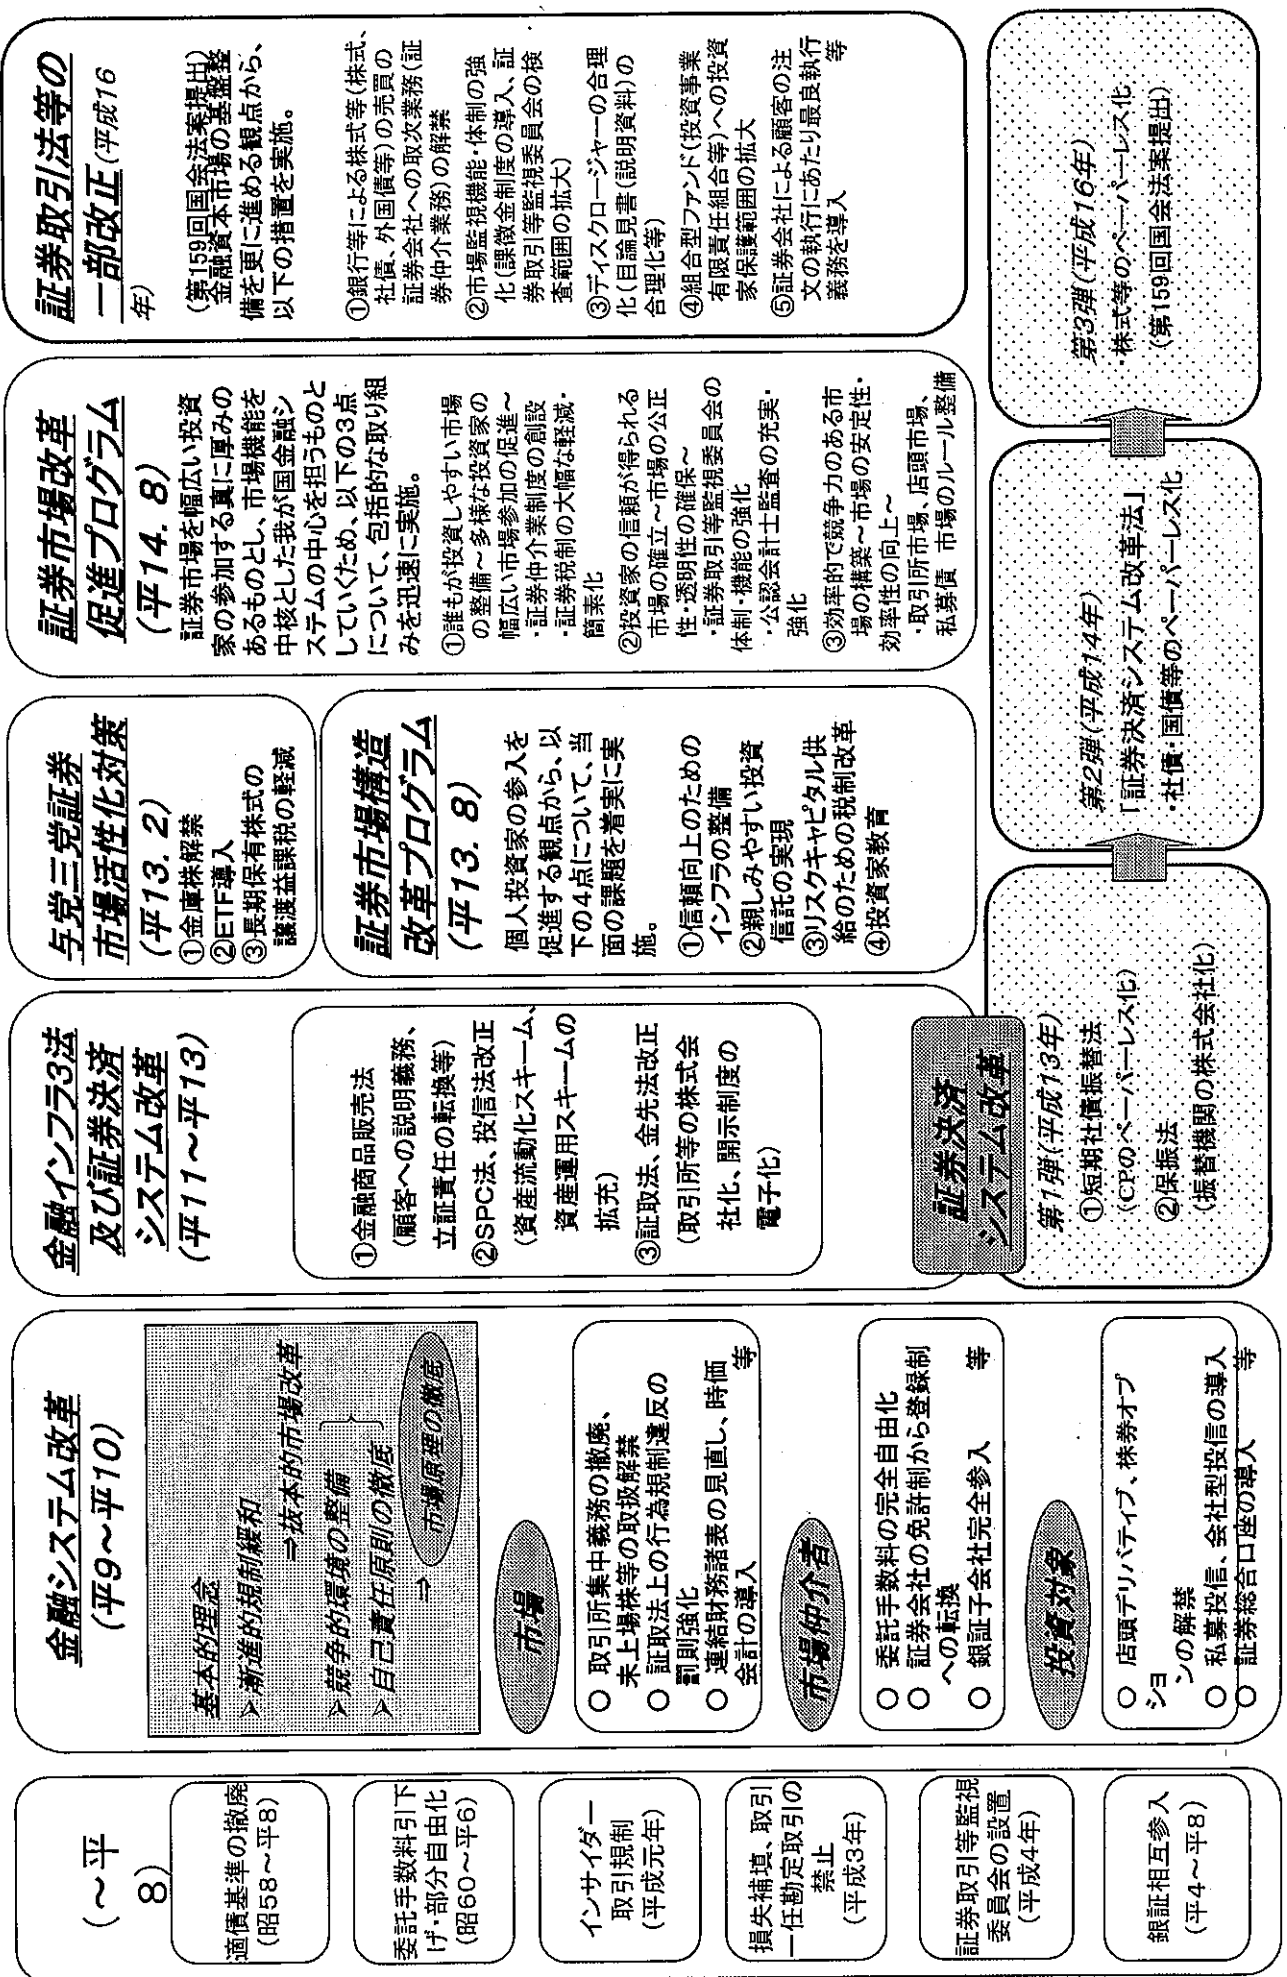 (～平
8)
適債基準の撤廃
(昭58～平8)
委託手数料引下
げ・部分自由化
(昭60～平6)
インサイダー
取引規制
(平成元年)
損失補填、取引
一任勘定取引の
禁止
(平成3年)
証券取引等監視
委員会の設置
(平成4年)
銀証相互参入
(平4～平8)
金融システム改革
(平9～平10)
基本的理念
➢漸進的規制緩和
⇒抜本的市場改革
➢競争的環境の整備
➢自己責任原則の徹底
⇒
市場原理の徹底
市場
○ 取引所集中義務の撤廃、
未上場株等の取扱解禁
○ 証取法上の行為規制違反の
罰則強化
○ 連結財務諸表の見直し、時価
会計の導入 等
市場仲介者
○ 委託手数料の完全自由化
○ 証券会社の免許制から登録制
への転換
○ 銀証子会社完全参入 等
投資対象
○ 店頭デリバティブ、株券オプ
ショ
ンの解禁
○ 私募投信、会社型投信の導入
○ 証券総合口座の導入 等
金融インフラ3法
及び証券決済
システム改革
(平11～平13)
①金融商品販売法
(顧客への説明義務、
立証責任の転換等)
②SPC法、投信法改正
(資産流動化スキーム、
資産運用スキームの
拡充)
③証取法、金先法改正
(取引所等の株式会
社化、開示制度の
電子化)
与党三党証券
市場活性化対策
(平13. 2)
①金庫株解禁
②ETF導入
③長期保有株式の
譲渡益課税の軽減
証券市場構造
改革プログラム
(平13. 8)
個人投資家の参入を
促進する観点から、以
下の4点について、当
面の課題を着実に実
施。
①信頼向上のための
インフラの整備
②親しみやすい投資
信託の実現
③リスクキャピタル供
給のための税制改革
④投資家教育
証券市場改革
促進プログラム
(平14. 8)
証券市場を幅広い投資
家の参加する真に厚みの
あるものとし、市場機能を
中核とした我が国金融シ
ステムの中心を担うものと
していくため、以下の3点
について、包括的な取り組
みを迅速に実施。
①誰もが投資しやすい市場
の整備～多様な投資家の
幅広い市場参加の促進～
・証券仲介業制度の創設
・証券税制の大幅な軽減・
簡素化
②投資家の信頼が得られる
市場の確立～市場の公正
性・透明性の確保～
・証券取引等監視委員会の
体制・機能の強化
・公認会計士監査の充実・
強化
③効率的で競争力のある市
場の構築～市場の安定性・
効率性の向上～
・取引所市場、店頭市場、
私募債 市場のルール整備
証券取引法等の
一部改正(平成16
年)
(第159回国会法案提出)
金融資本市場の基盤整
備を更に進める観点から、
以下の措置を実施。
①銀行等による株式等(株式、
社債、外国債等)の売買の
証券会社への取次業務(証
券仲介業務)の解禁
②市場監視機能・体制の強
化(課徴金制度の導入、証
券取引等監視委員会の検
査範囲の拡大)
③ディスクロージャーの合理
化(目論見書(説明資料)の
合理化等)
④組合型ファンド(投資事業
有限責任組合等)への投資
家保護範囲の拡大
⑤証券会社による顧客の注
文の執行にあたり最良執行
義務を導入 等
証券決済
システム改革
第1弾(平成13年)
①短期社債振替法
(CPのペーパーレス化)
②保振法
(振替機関の株式会社化)
第2弾(平成14年)
「証券決済システム改革法」
・社債・国債等のペーパーレス化
第3弾(平成16年)
・株式等のペーパーレス化
(第159回国会法案提出)